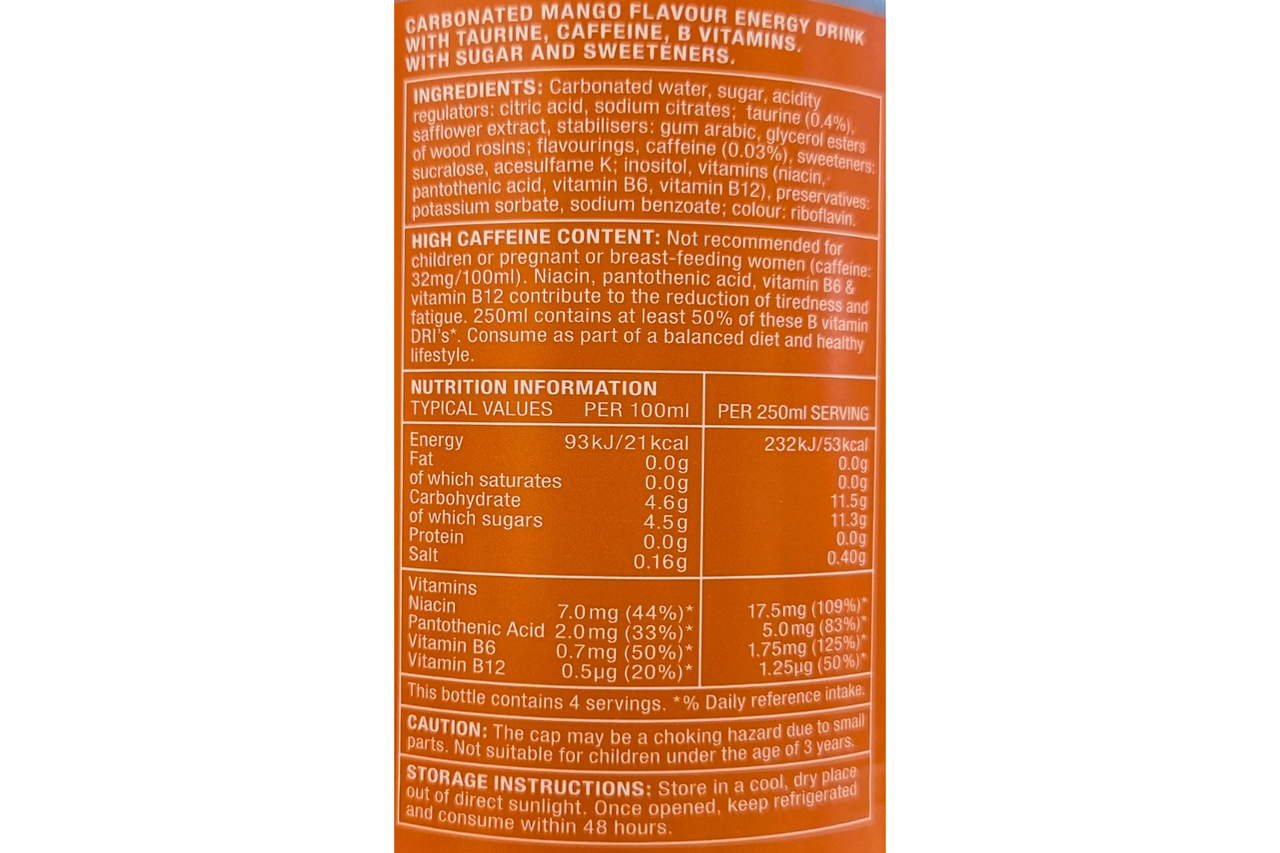 CARBONATED MANGO FLAVOUR ENERGY DRINK
WITH TAURINE, CAFFEINE, B VITAMINS.
WITH SUGAR AND SWEETENERS.
INGREDIENTS: Carbonated water, sugar, acidity
regulators: citric acid, sodium citrates; taurine (0.4%),
safflower extract, stabilisers: gum arabic, glycerol esters
of wood rosins; flavourings, caffeine (0.03%), sweeteners:
sucralose, acesulfame K; inositol, vitamins (niacin,
pantothenic acid, vitamin B6, vitamin B12), preservatives:
potassium sorbate, sodium benzoate; colour: riboflavin.
HIGH CAFFEINE CONTENT: Not recommended for
children or pregnant or breast-feeding women (caffeine:
32mg/100ml). Niacin, pantothenic acid, vitamin B6 &
vitamin B12 contribute to the reduction of tiredness and
fatigue. 250ml contains at least 50% of these B vitamin
DRI's*. Consume as part of a balanced diet and healthy
lifestyle.
NUTRITION INFORMATION
TYPICAL VALUES PER 100ml PER 250ml SERVING
Energy 93kJ/21kcal 232kJ/53kcal
Fat 0.0g 0.0g
of which saturates 0.0g 0.0g
Carbohydrate 4.6g 11.5g
of which sugars 4.5g 11.3g
Protein 0.0g 0.0g
Salt 0.16g 0.40g
Vitamins
Niacin 7.0mg (44%)* 17.5mg (109%)*
Pantothenic Acid 2.0mg (33%)* 5.0mg (83%)*
Vitamin B6 0.7mg (50%)* 1.75mg (125%)*
Vitamin B12 0.5µg (20%)* 1.25µg (50%)*
This bottle contains 4 servings. *% Daily reference intake.
CAUTION: The cap may be a choking hazard due to small
parts. Not suitable for children under the age of 3 years.
STORAGE INSTRUCTIONS: Store in a cool, dry place
out of direct sunlight. Once opened, keep refrigerated
and consume within 48 hours.